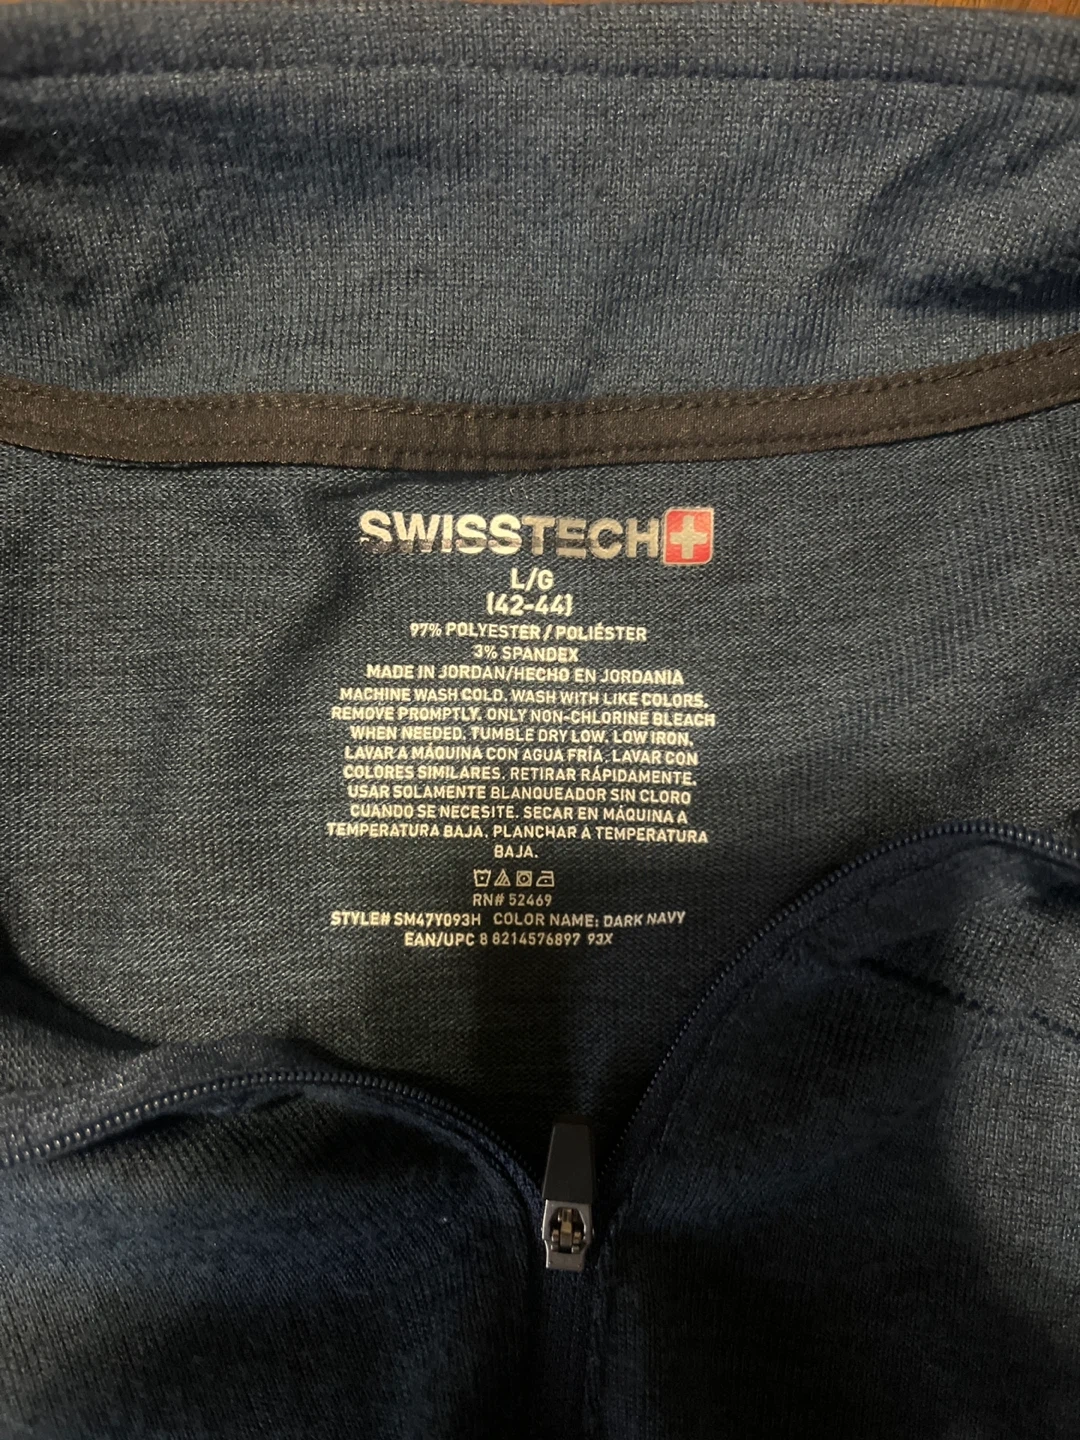 SWISSTECH
L/G
(42-44)
97% POLYESTER / POLIÉSTER
3% SPANDEX
MADE IN JORDAN/HECHO EN JORDANIA
MACHINE WASH COLD. WASH WITH LIKE COLORS.
REMOVE PROMPTLY. ONLY NON-CHLORINE BLEACH
WHEN NEEDED. TUMBLE DRY LOW. LOW IRON.
LAVAR A MÁQUINA CON AGUA FRÍA. LAVAR CON
COLORES SIMILARES. RETIRAR RÁPIDAMENTE.
USAR SOLAMENTE BLANQUEADOR SIN CLORO
CUANDO SE NECESITE. SECAR EN MÁQUINA A
TEMPERATURA BAJA. PLANCHAR A TEMPERATURA
BAJA.
RN# 52469
STYLE# SM47Y093H COLOR NAME: DARK NAVY
EAN/UPC 8 8214576897 93X